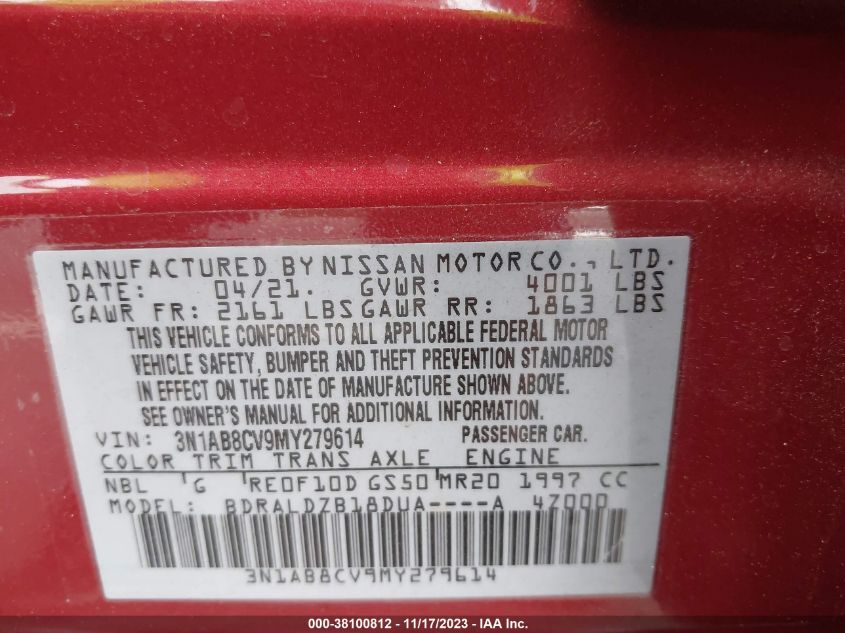 MANUFACTURED BY NISSAN MOTOR CO., LTD.
DATE: 04/21. GVWR: 4001 LBS
GAWR FR: 2161 LBS GAWR RR: 1863 LBS
THIS VEHICLE CONFORMS TO ALL APPLICABLE FEDERAL MOTOR
VEHICLE SAFETY, BUMPER AND THEFT PREVENTION STANDARDS
IN EFFECT ON THE DATE OF MANUFACTURE SHOWN ABOVE.
SEE OWNER'S MANUAL FOR ADDITIONAL INFORMATION.
VIN: 3N1AB8CV9MY279614 PASSENGER CAR.
COLOR TRIM TRANS AXLE ENGINE
NBL G RE0F10D GS50 MR20 1997 CC
MODEL: BDRALDZB18DUA----A 4Z000
3N1AB8CV9MY279614
000-38100812 - 11/17/2023 - IAA Inc.